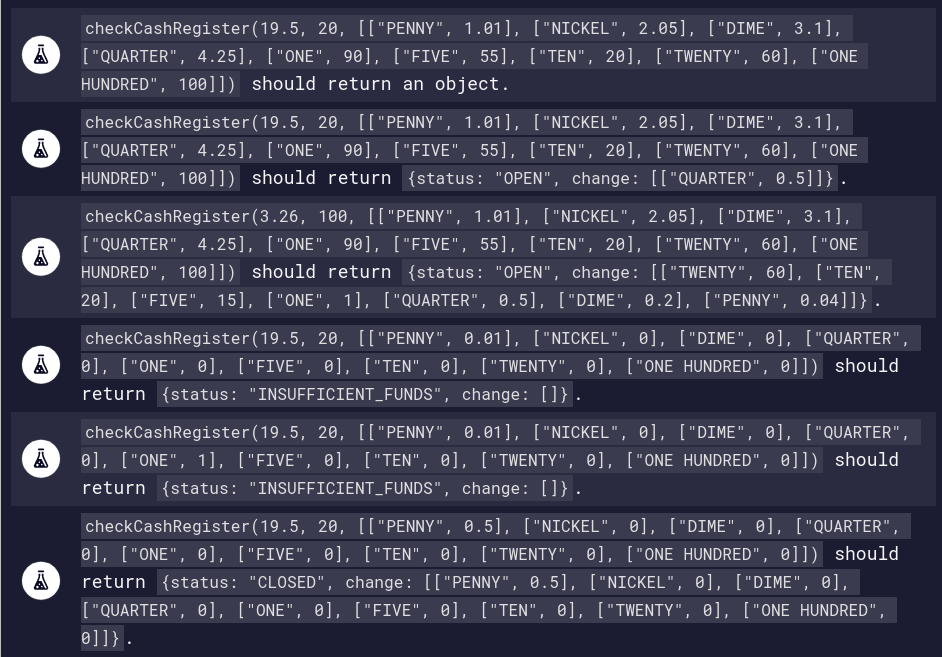 checkCashRegister(19.5, 20, [["PENNY", 1.01], ["NICKEL", 2.05], ["DIME", 3.1],
["QUARTER", 4.25], ["ONE", 90], ["FIVE", 55], ["TEN", 20], ["TWENTY", 60], ["ONE
HUNDRED", 100]]) should return an object.
checkCashRegister(19.5, 20, [["PENNY", 1.01], ["NICKEL", 2.05], ["DIME", 3.1],
["QUARTER", 4.25], ["ONE", 90], ["FIVE", 55], ["TEN", 20], ["TWENTY", 60], ["ONE
HUNDRED", 100]]) should return {status: "OPEN", change: [["QUARTER", 0.5]]}.
checkCashRegister(3.26, 100, [["PENNY", 1.01], ["NICKEL", 2.05], ["DIME", 3.1],
["QUARTER", 4.25], ["ONE", 90], ["FIVE", 55], ["TEN", 20], ["TWENTY", 60], ["ONE
HUNDRED", 100]]) should return {status: "OPEN", change: [["TWENTY", 60], ["TEN",
20], ["FIVE", 15], ["ONE", 1], ["QUARTER", 0.5], ["DIME", 0.2], ["PENNY", 0.04]]}.
checkCashRegister(19.5, 20, [["PENNY", 0.01], ["NICKEL", 0], ["DIME", 0], ["QUARTER",
0], ["ONE", 0], ["FIVE", 0], ["TEN", 0], ["TWENTY", 0], ["ONE HUNDRED", 0]]) should
return {status: "INSUFFICIENT_FUNDS", change: []}.
checkCashRegister(19.5, 20, [["PENNY", 0.01], ["NICKEL", 0], ["DIME", 0], ["QUARTER",
0], ["ONE", 1], ["FIVE", 0], ["TEN", 0], ["TWENTY", 0], ["ONE HUNDRED", 0]]) should
return {status: "INSUFFICIENT_FUNDS", change: []}.
checkCashRegister(19.5, 20, [["PENNY", 0.5], ["NICKEL", 0], ["DIME", 0], ["QUARTER",
0], ["ONE", 0], ["FIVE", 0], ["TEN", 0], ["TWENTY", 0], ["ONE HUNDRED", 0]]) should
return {status: "CLOSED", change: [["PENNY", 0.5], ["NICKEL", 0], ["DIME", 0],
["QUARTER", 0], ["ONE", 0], ["FIVE", 0], ["TEN", 0], ["TWENTY", 0], ["ONE HUNDRED",
0]]}.